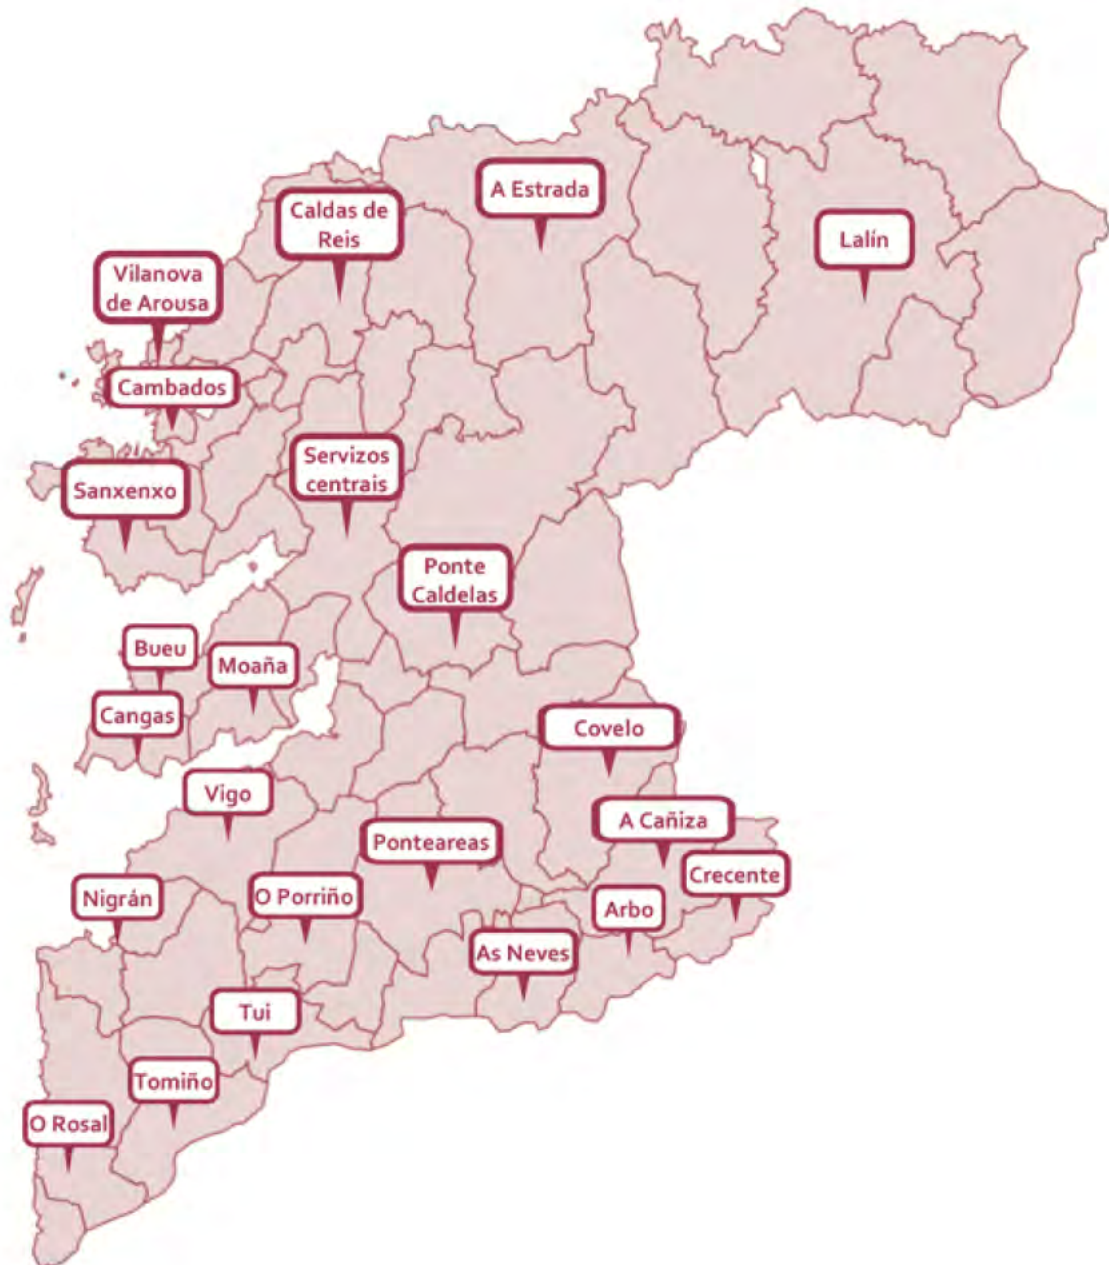 A Estrada
Caldas de
Reis
Lalín
Vilanova
de Arousa
Cambados
Servizos
centrais
Sanxenxo
Ponte
Caldelas
Bueu
Moaña
Cangas
Covelo
Vigo
A Cañiza
Ponteareas
Crecente
O Porriño
Nigrán
Arbo
As Neves
Tui
Tomiño
O Rosal